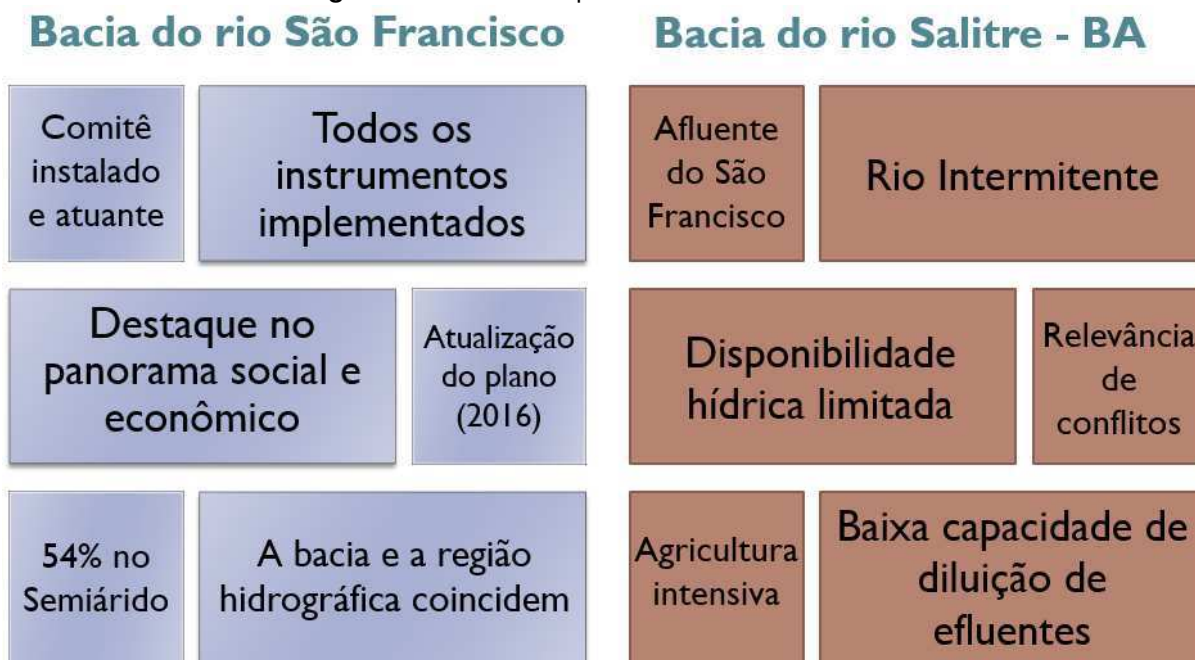 Bacia do rio São Francisco
Comitê
instalado
e atuante
Todos os
instrumentos
implementados
Destaque no
panorama social e
econômico
Atualização
do plano
(2016)
54% no
Semiárido
A bacia e a região
hidrográfica coincidem
Bacia do rio Salitre - BA
Afluente
do São
Francisco
Rio Intermitente
Disponibilidade
hídrica limitada
Relevância
de
conflitos
Agricultura
intensiva
Baixa capacidade de
diluição de
efluentes